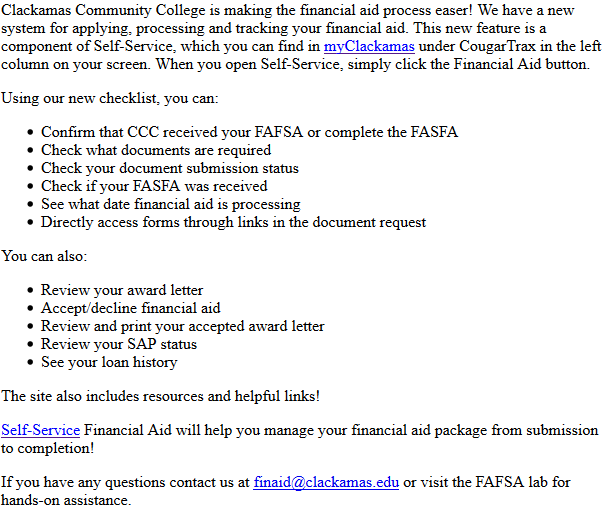 Clackamas Community College is making the financial aid process easer! We have a new
system for applying, processing and tracking your financial aid. This new feature is a
component of Self-Service, which you can find in myClackamas under CougarTrax in the left
column on your screen. When you open Self-Service, simply click the Financial Aid button.
Using our new checklist, you can:
• Confirm that CCC received your FAFSA or complete the FASFA
• Check what documents are required
• Check your document submission status
• Check if your FASFA was received
• See what date financial aid is processing
• Directly access forms through links in the document request
You can also:
• Review your award letter
• Accept/decline financial aid
• Review and print your accepted award letter
• Review your SAP status
• See your loan history
The site also includes resources and helpful links!
Self-Service Financial Aid will help you manage your financial aid package from submission
to completion!
If you have any questions contact us at finaid@clackamas.edu or visit the FAFSA lab for
hands-on assistance.